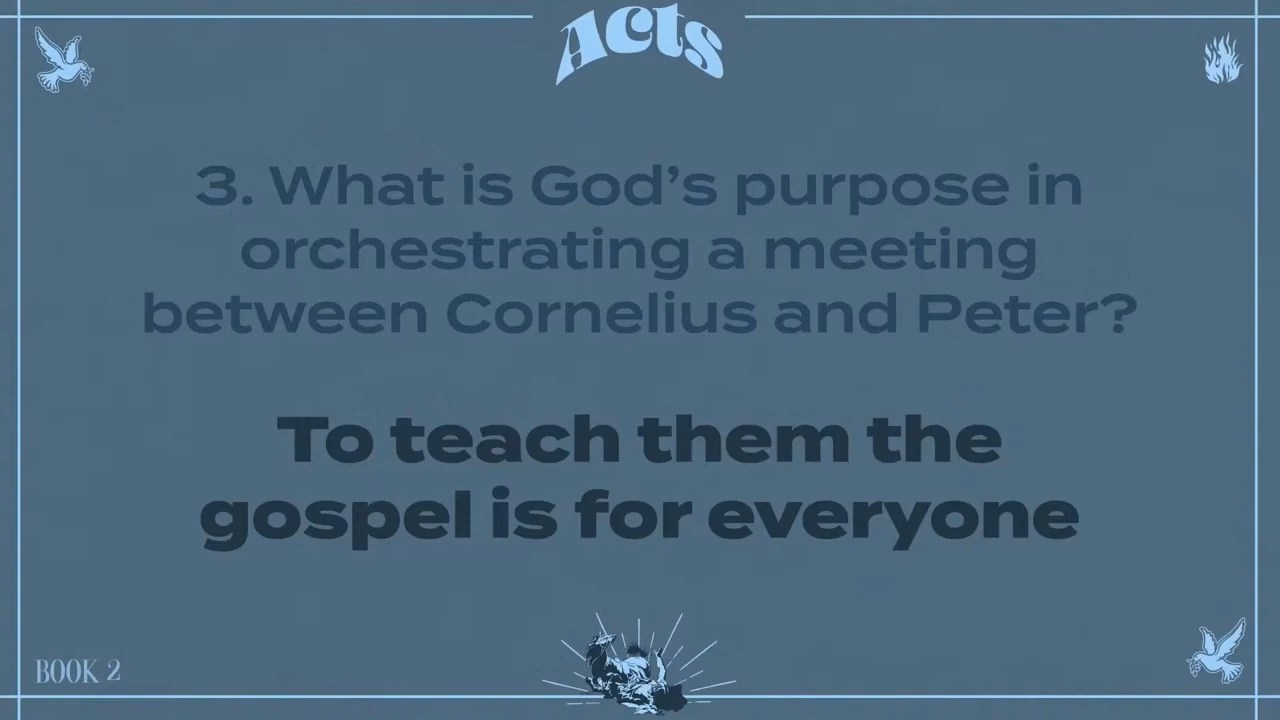 Acts
3. What is God’s purpose in
orchestrating a meeting
between Cornelius and Peter?
To teach them the
gospel is for everyone
BOOK 2